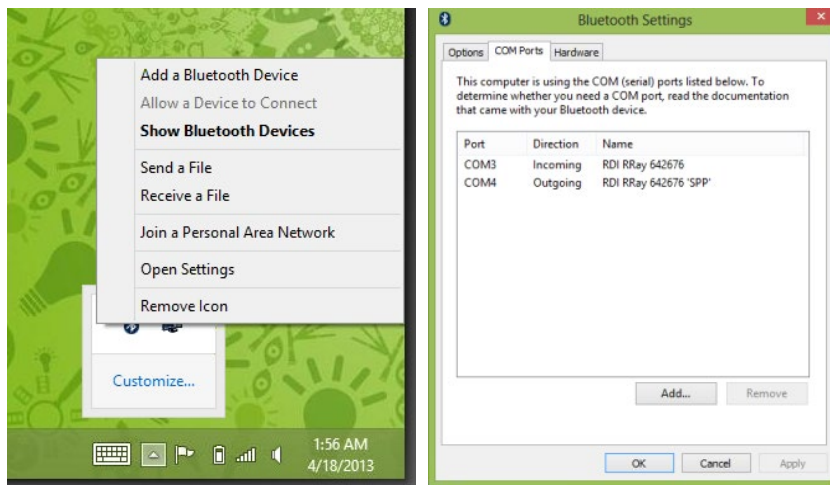 Add a Bluetooth Device
Allow a Device to Connect
Show Bluetooth Devices
Send a File
Receive a File
Join a Personal Area Network
Open Settings
Remove Icon
Customize...
1:56 AM
4/18/2013
Bluetooth Settings
Options COM Ports Hardware
This computer is using the COM (serial) ports listed below. To
determine whether you need a COM port, read the documentation
that came with your Bluetooth device.
Port Direction Name
COM3 Incoming RDI RRay 642676
COM4 Outgoing RDI RRay 642676 'SPP'
Add... Remove
OK Cancel Apply